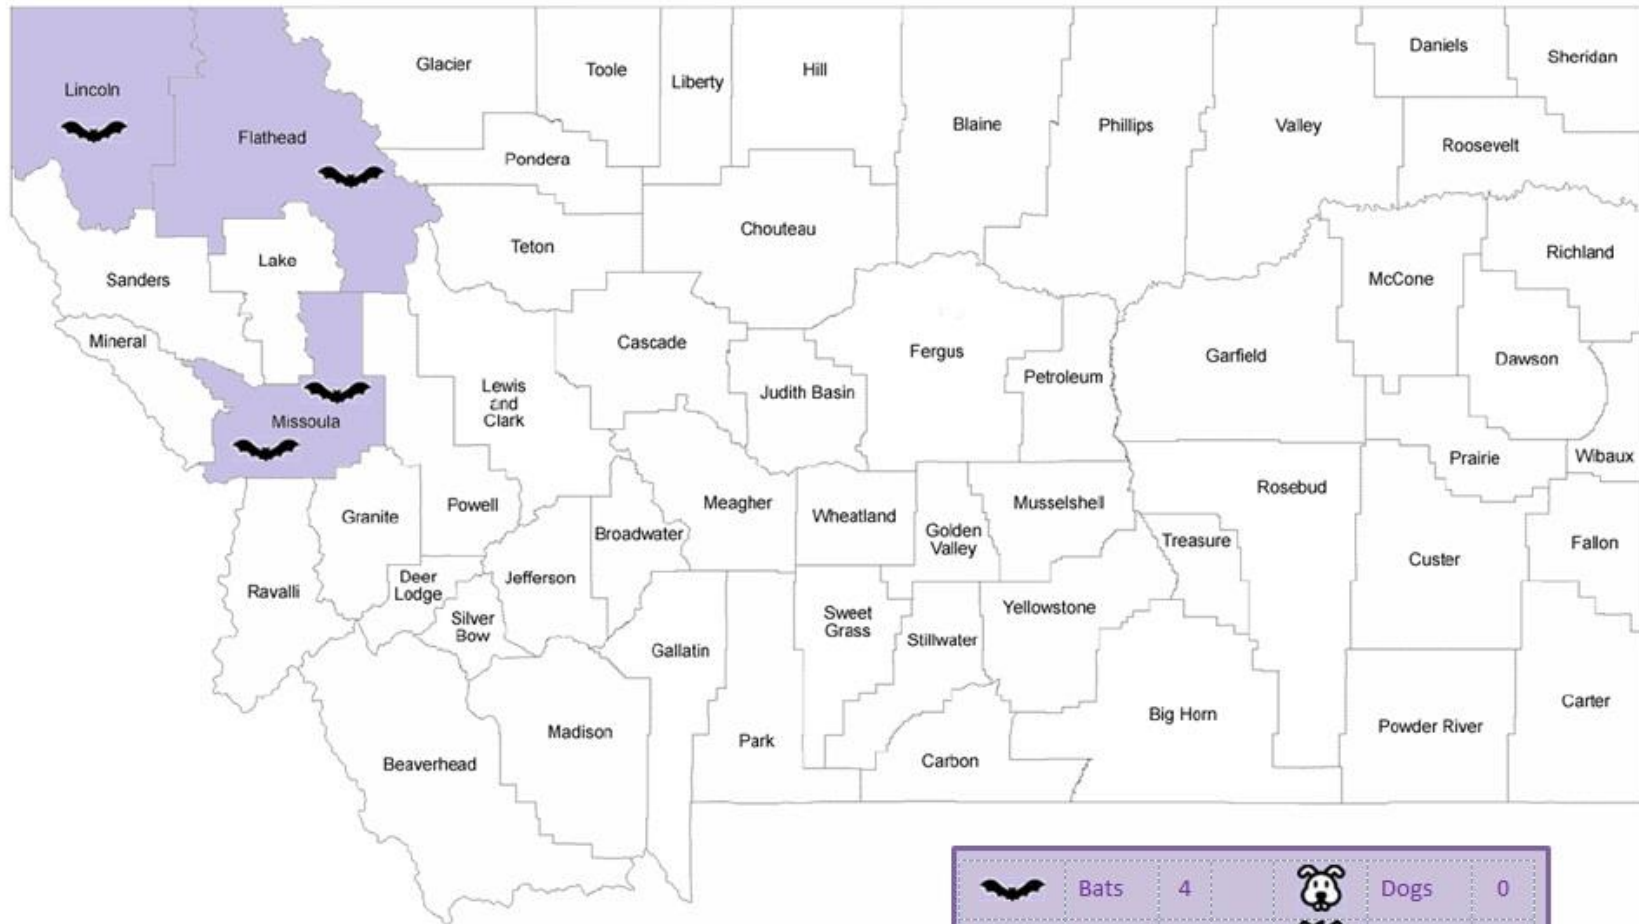 Glacier
Toole
Liberty
Hill
Blaine
Phillips
Valley
Daniels
Sheridan
Lincoln
Flathead
Pondera
Roosevelt
Teton
Chouteau
Sanders
Lake
McCone
Richland
Mineral
Cascade
Judith Basin
Fergus
Petroleum
Garfield
Dawson
Lewis
and
Clark
Missoula
Prairie
Wibaux
Granite
Powell
Broadwater
Meagher
Wheatland
Golden
Valley
Musselshell
Rosebud
Treasure
Custer
Fallon
Ravalli
Deer
Lodge
Silver
Bow
Jefferson
Sweet
Grass
Stillwater
Yellowstone
Gallatin
Beaverhead
Madison
Park
Carbon
Big Horn
Powder River
Carter
Bats 4 Dogs 0